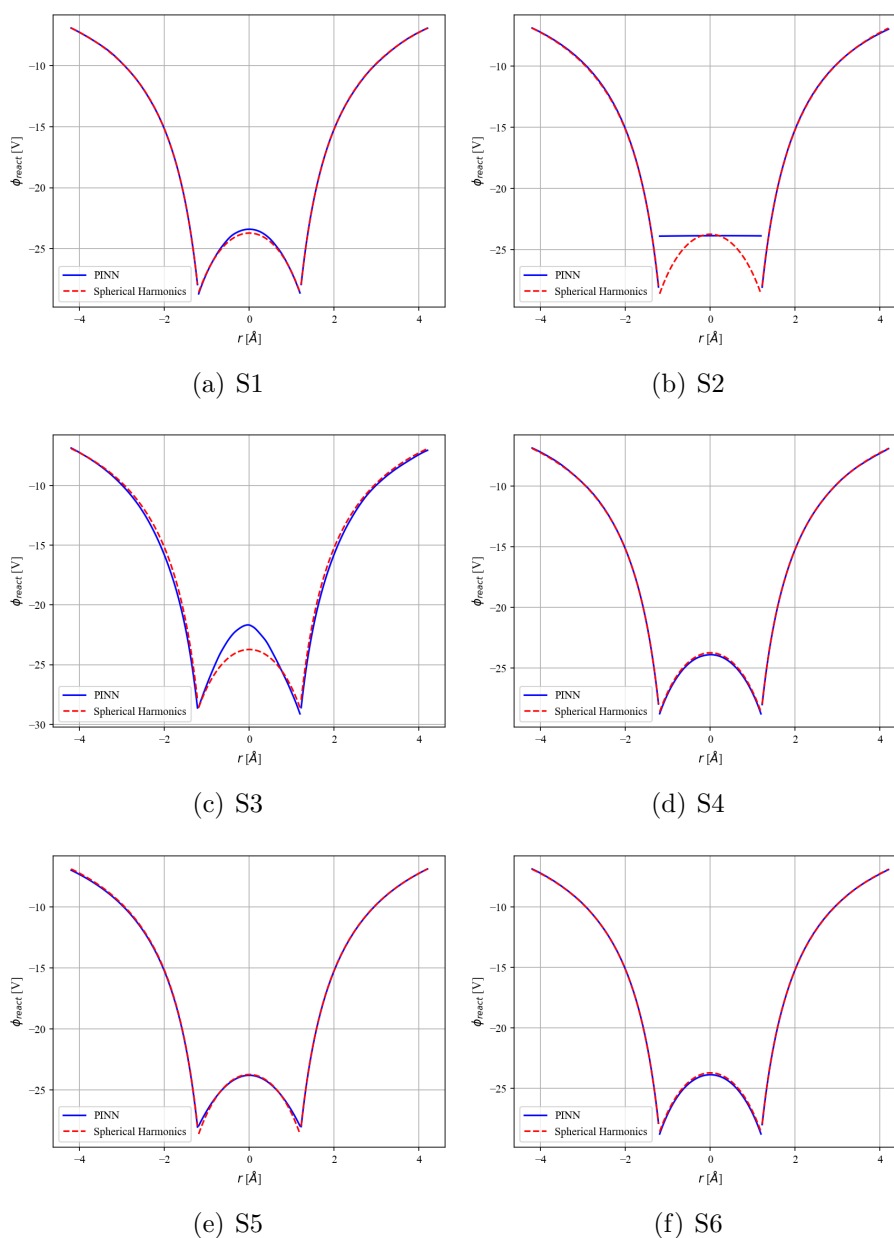 −10
−15
−20
−25
ϕreact [V]
PINN
Spherical Harmonics
−4 −2 0 2 4
r [Å]
(a) S1
−10
−15
−20
−25
ϕreact [V]
PINN
Spherical Harmonics
−4 −2 0 2 4
r [Å]
(b) S2
−10
−15
−20
−25
−30
ϕreact [V]
PINN
Spherical Harmonics
−4 −2 0 2 4
r [Å]
(c) S3
−10
−15
−20
−25
ϕreact [V]
PINN
Spherical Harmonics
−4 −2 0 2 4
r [Å]
(d) S4
−10
−15
−20
−25
ϕreact [V]
PINN
Spherical Harmonics
−4 −2 0 2 4
r [Å]
(e) S5
−10
−15
−20
−25
ϕreact [V]
PINN
Spherical Harmonics
−4 −2 0 2 4
r [Å]
(f) S6